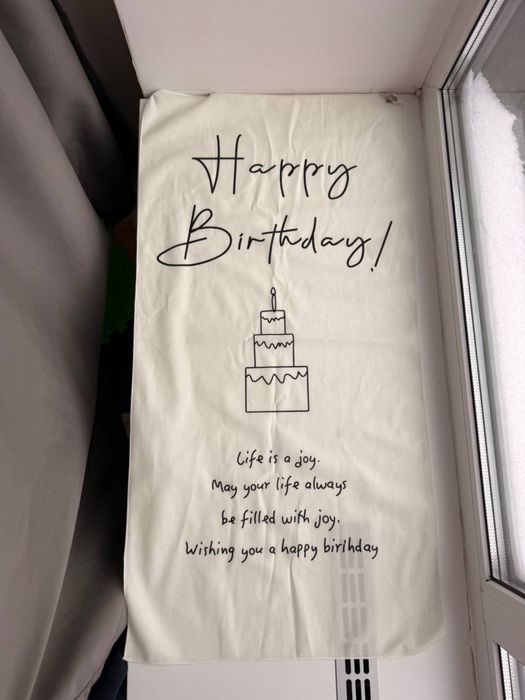 Happy
Birthday!
Life is a joy.
May your life always
be filled with joy.
Wishing you a happy birthday